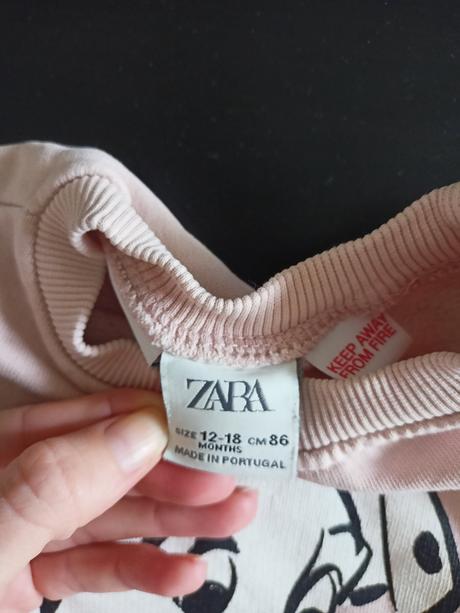 ZARA
SIZE 12-18 CM 86
MONTHS
MADE IN PORTUGAL
KEEP AWAY
FROM FIRE